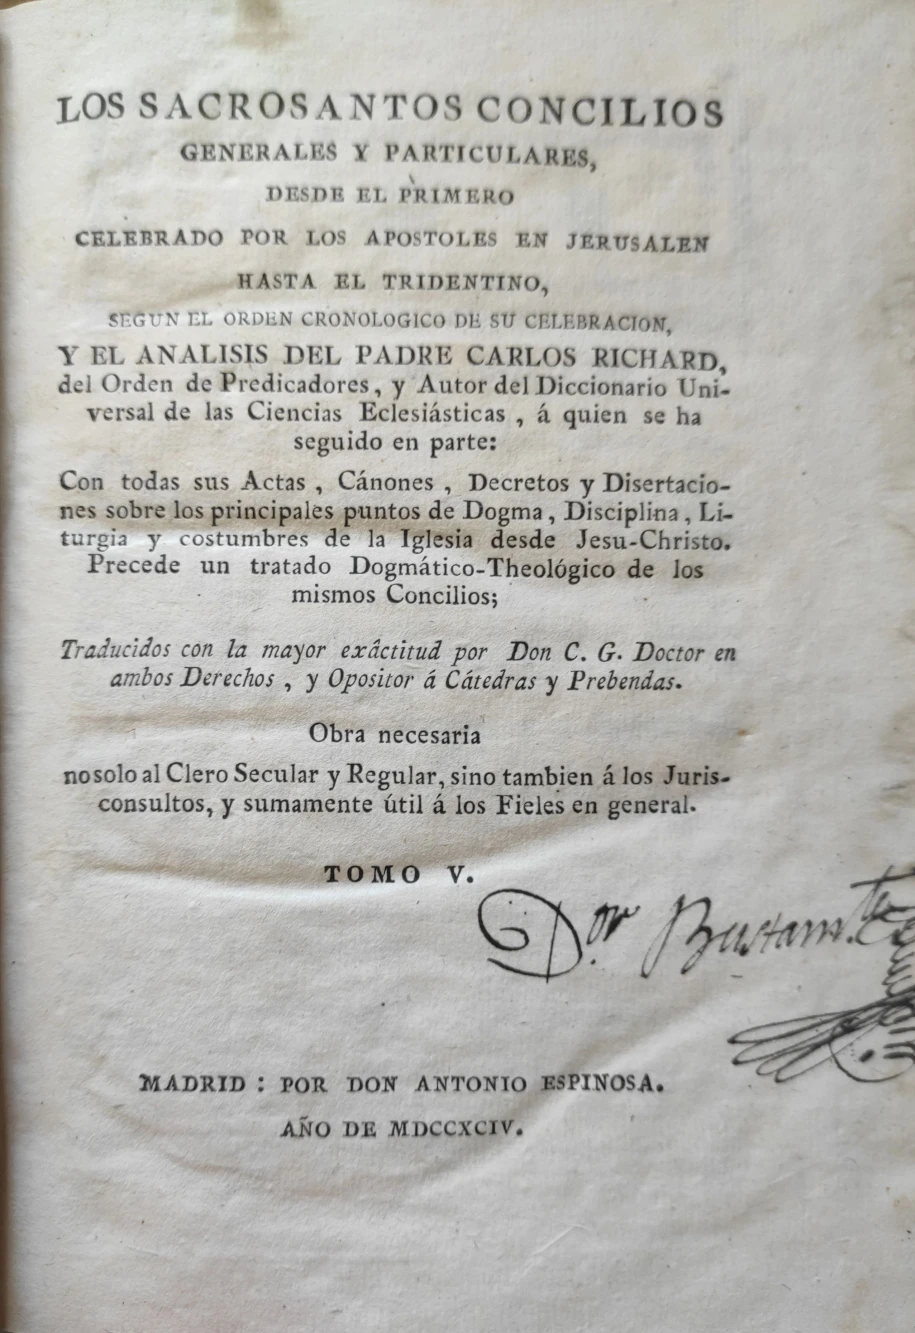 LOS SACROSANTOS CONCILIOS
GENERALES Y PARTICULARES,
DESDE EL PRIMERO
CELEBRADO POR LOS APOSTOLES EN JERUSALEN
HASTA EL TRIDENTINO,
SEGUN EL ORDEN CRONOLOGICO DE SU CELEBRACION,
Y EL ANALISIS DEL PADRE CARLOS RICHARD,
del Orden de Predicadores, y Autor del Diccionario Uni-
versal de las Ciencias Eclesiásticas, á quien se ha
seguido en parte:
Con todas sus Actas, Cánones, Decretos y Disertacio-
nes sobre los principales puntos de Dogma, Disciplina, Li-
turgia y costumbres de la Iglesia desde Jesu-Christo.
Precede un tratado Dogmático-Theológico de los
mismos Concilios;
Traducidos con la mayor exâctitud por Don C. G. Doctor en
ambos Derechos, y Opositor á Cátedras y Prebendas.
Obra necesaria
no solo al Clero Secular y Regular, sino tambien á los Juris-
consultos, y sumamente útil á los Fieles en general.
TOMO V.
D.or Bustam.te
MADRID: POR DON ANTONIO ESPINOSA.
AÑO DE MDCCXCIV.